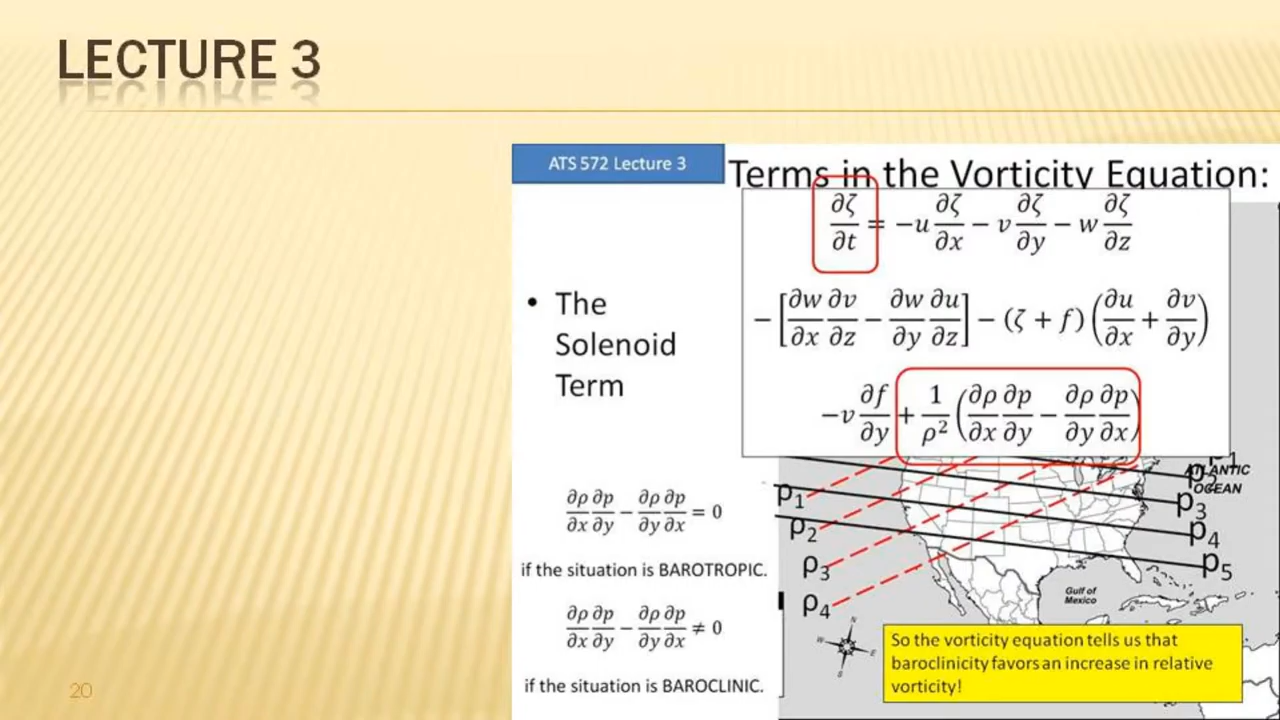 LECTURE 3
ATS 572 Lecture 3
Terms in the Vorticity Equation:
∂ζ/∂t = −u ∂ζ/∂x − v ∂ζ/∂y − w ∂ζ/∂z
−[∂w/∂x ∂v/∂z − ∂w/∂y ∂u/∂z] − (ζ + f)(∂u/∂x + ∂v/∂y)
−v ∂f/∂y + 1/ρ² (∂ρ/∂x ∂p/∂y − ∂ρ/∂y ∂p/∂x)
• The
Solenoid
Term
∂ρ/∂x ∂p/∂y − ∂ρ/∂y ∂p/∂x = 0
if the situation is BAROTROPIC.
∂ρ/∂x ∂p/∂y − ∂ρ/∂y ∂p/∂x ≠ 0
if the situation is BAROCLINIC.
ρ₁
ρ₂
ρ₃
ρ₄
p₁
p₂
p₃
p₄
p₅
ATLANTIC
OCEAN
Gulf of
Mexico
N
W
E
S
So the vorticity equation tells us that
baroclinicity favors an increase in relative
vorticity!
20